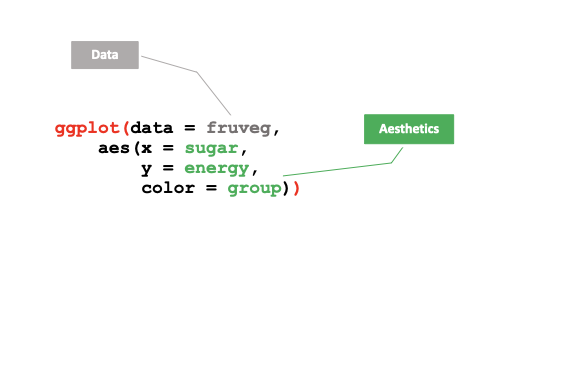 Data
ggplot(data = fruveg,
Aesthetics
aes(x = sugar,
y = energy,
color = group))